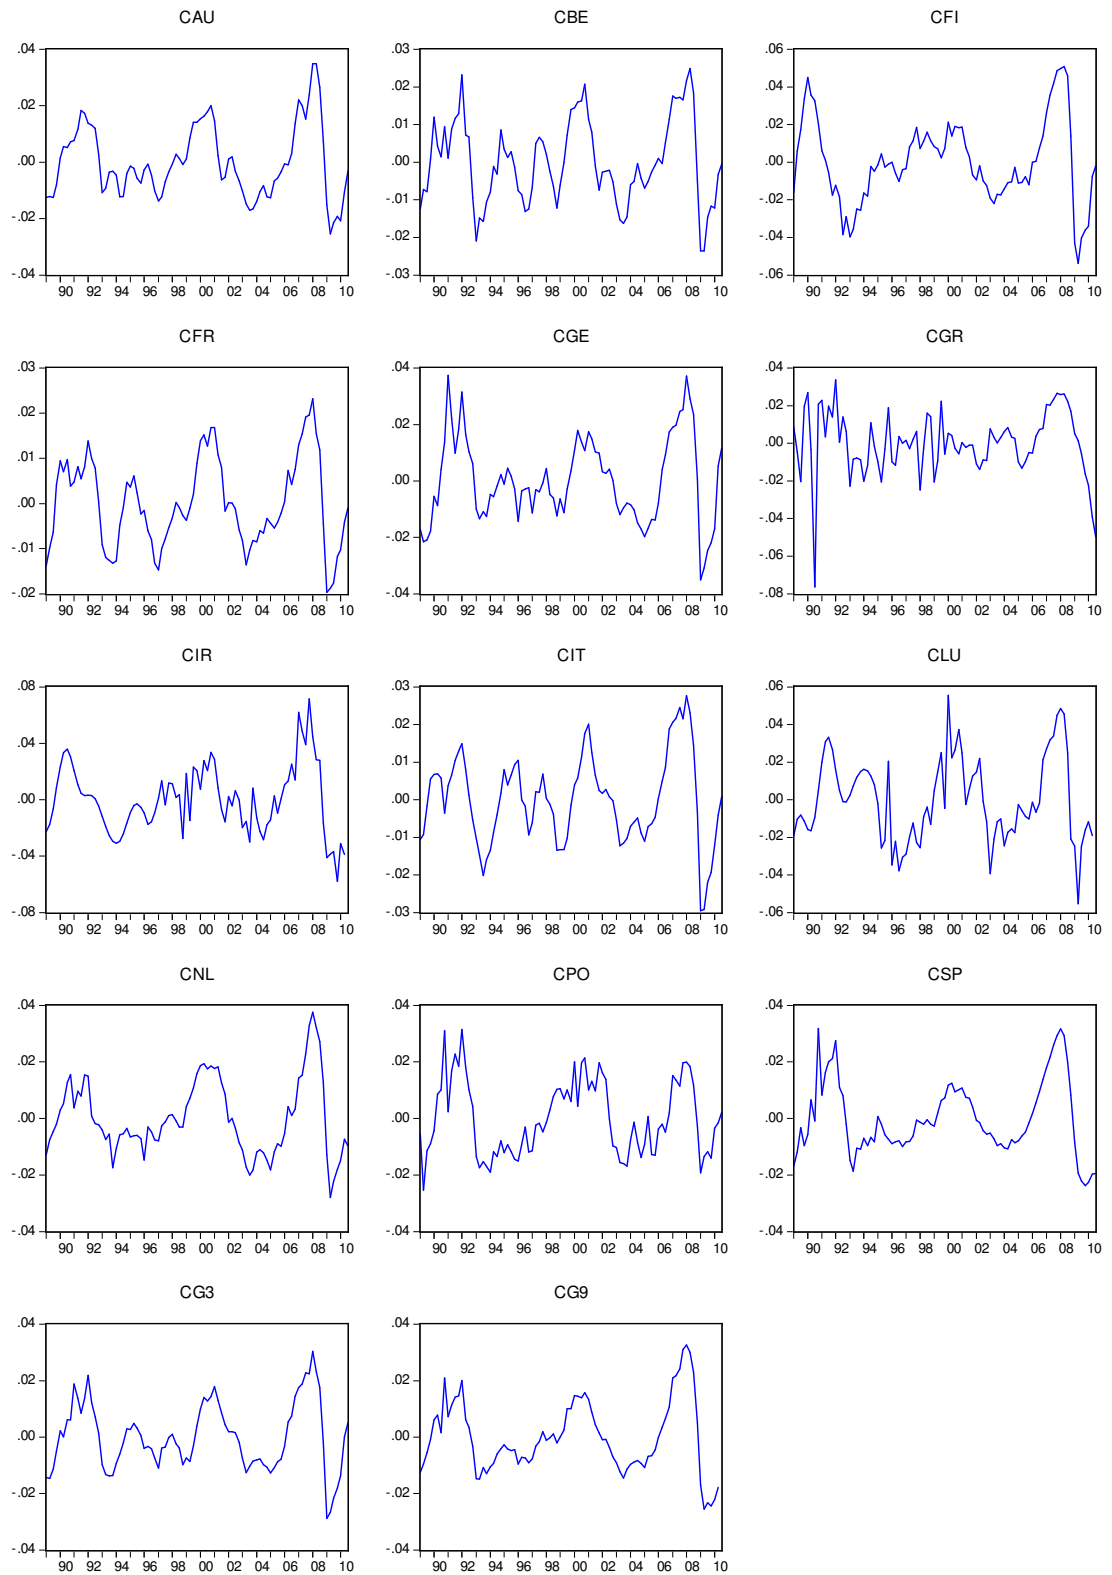 CAU CBE CFI
.04 .03 .06
.02 .02 .04
.01 .02
.00 .00 .00
-.01 -.02
-.02 -.02 -.04
-.04 -.03 -.06
90 92 94 96 98 00 02 04 06 08 10 90 92 94 96 98 00 02 04 06 08 10 90 92 94 96 98 00 02 04 06 08 10
CFR CGE CGR
.03 .04 .04
.02 .02 .02
.01 .00
.00 .00 -.02
-.01 -.02 -.04
-.06
-.02 -.04 -.08
90 92 94 96 98 00 02 04 06 08 10 90 92 94 96 98 00 02 04 06 08 10 90 92 94 96 98 00 02 04 06 08 10
CIR CIT CLU
.08 .03 .06
.04 .02 .04
.01 .02
.00 .00 .00
-.01 -.02
-.04 -.02 -.04
-.08 -.03 -.06
90 92 94 96 98 00 02 04 06 08 10 90 92 94 96 98 00 02 04 06 08 10 90 92 94 96 98 00 02 04 06 08 10
CNL CPO CSP
.04 .04 .04
.02 .02 .02
.00 .00 .00
-.02 -.02 -.02
-.04 -.04 -.04
90 92 94 96 98 00 02 04 06 08 10 90 92 94 96 98 00 02 04 06 08 10 90 92 94 96 98 00 02 04 06 08 10
CG3 CG9
.04 .04
.02 .02
.00 .00
-.02 -.02
-.04 -.04
90 92 94 96 98 00 02 04 06 08 10 90 92 94 96 98 00 02 04 06 08 10